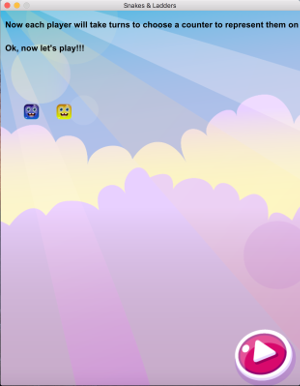 Snakes & Ladders
Now each player will take turns to choose a counter to represent them on
Ok, now let's play!!!